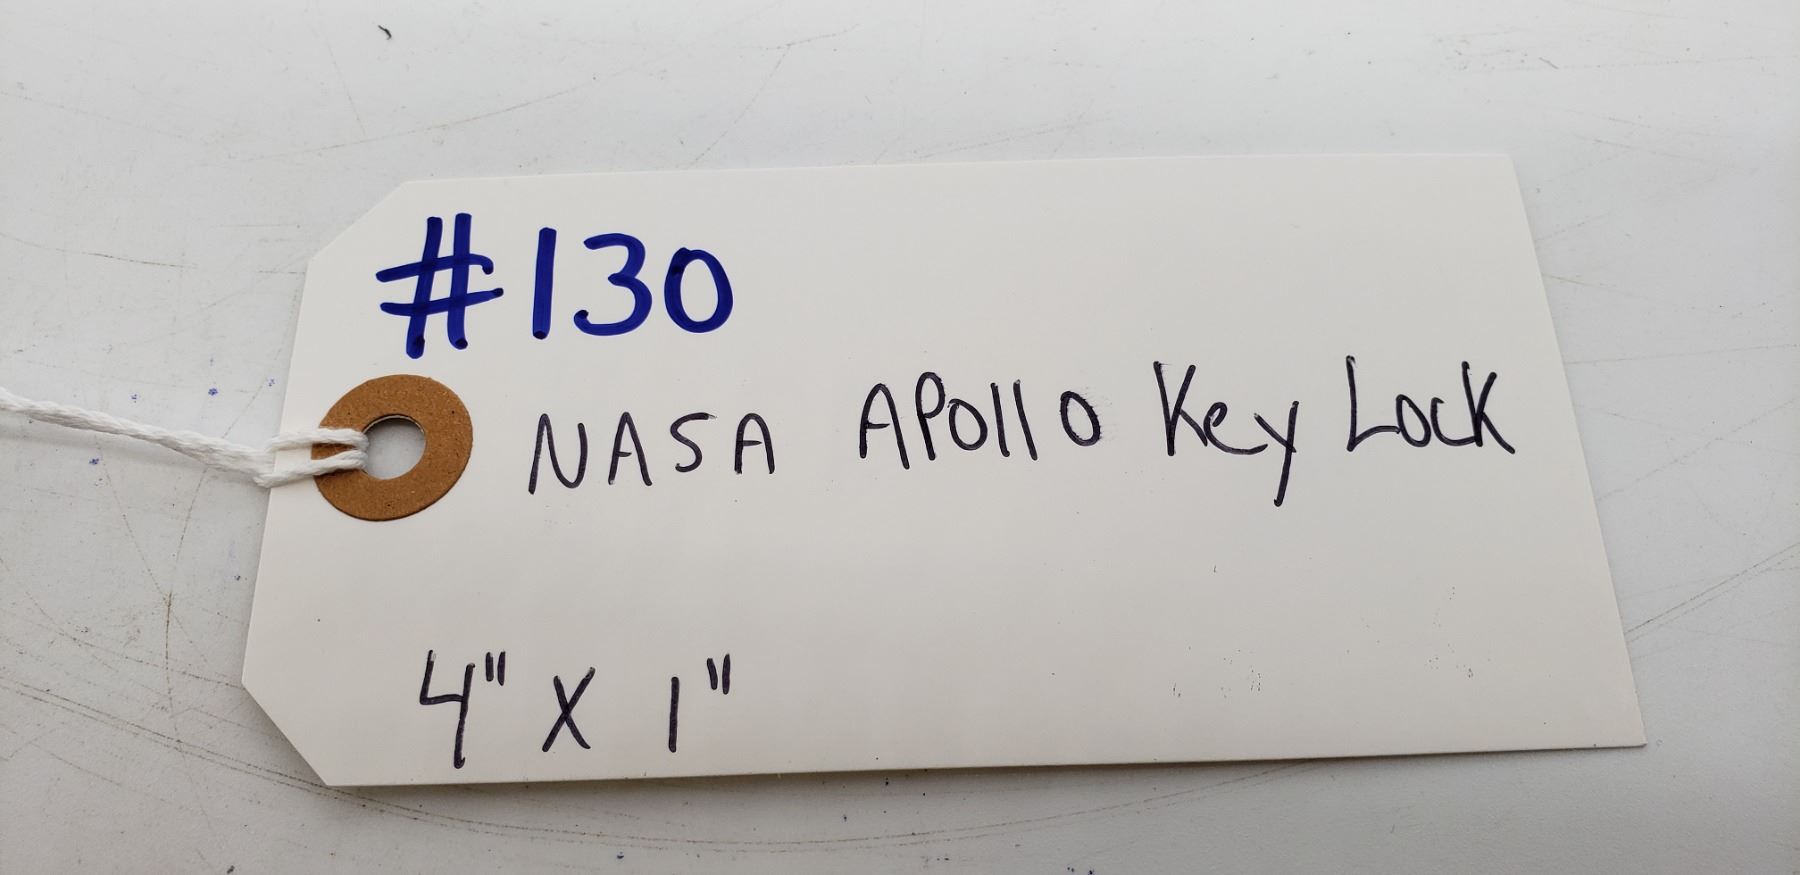 #130
NASA APOllO Key Lock
4" X 1"